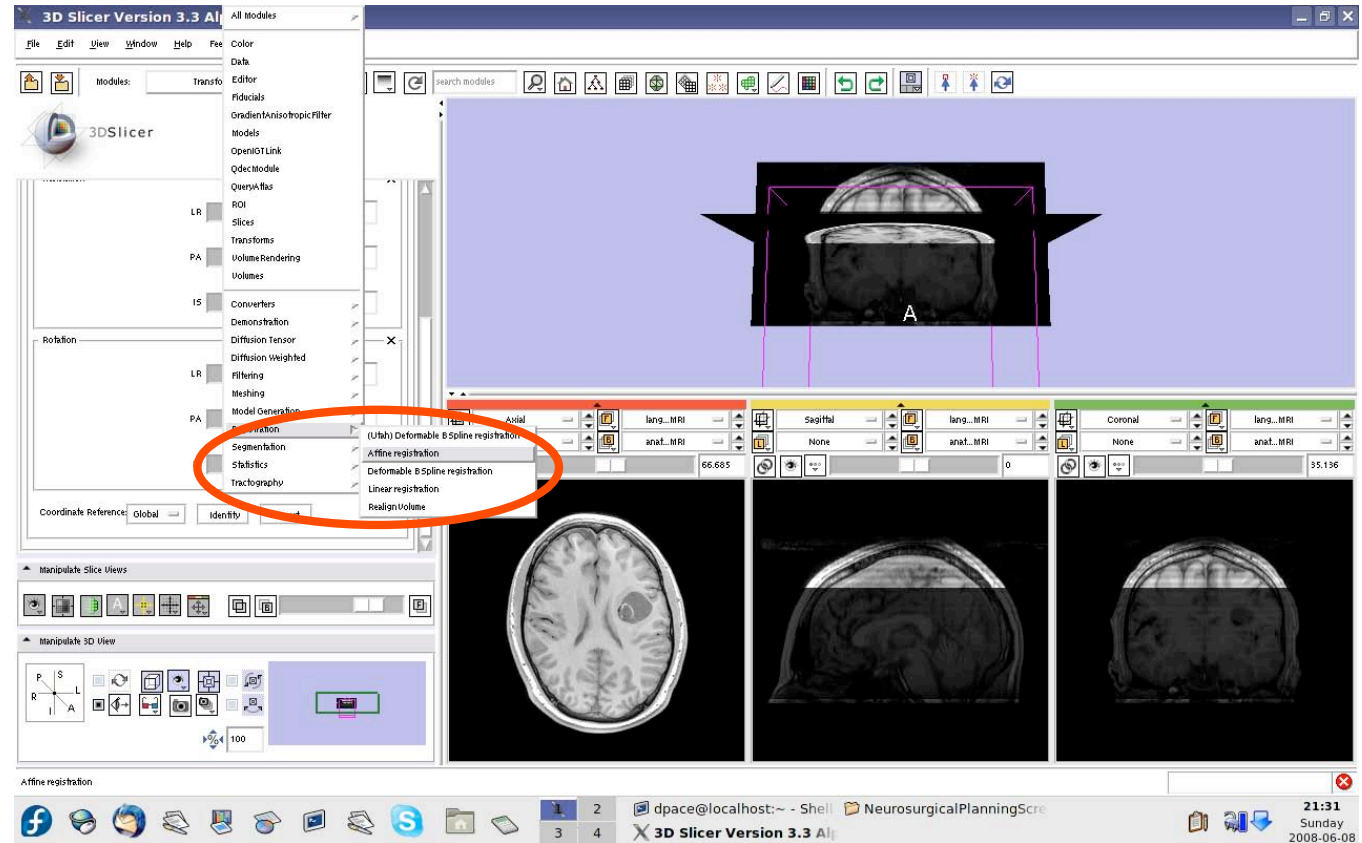 3D Slicer Version 3.3 Al
File Edit View Window Help Fee
Modules: Transfo
search modules
3DSlicer
All Modules
Color
Data
Editor
Fiducials
GradientAnisotropicFilter
Models
OpenIGTLink
QdecModule
QueryAtlas
ROI
Slices
Transforms
VolumeRendering
Volumes
Converters
Demonstration
Diffusion Tensor
Diffusion Weighted
Filtering
Meshing
Model Generation
Registration
Segmentation
Statistics
Tractography
(Utah) Deformable BSpline registration
Affine registration
Deformable BSpline registration
Linear registration
Realign Volume
LR
PA
IS
Rotation
LR
PA
Coordinate Reference: Global Identity
Manipulate Slice Views
Manipulate 3D View
P S
R L
I A
100
A
Axial lang...MRI
anat...MRI
66.685
Sagittal lang...MRI
None anat...MRI
0
Coronal lang...MRI
None anat...MRI
35.136
Affine registration
1 2
3 4
dpace@localhost:~ - Shell
NeurosurgicalPlanningScre
3D Slicer Version 3.3 Al
21:31
Sunday
2008-06-08